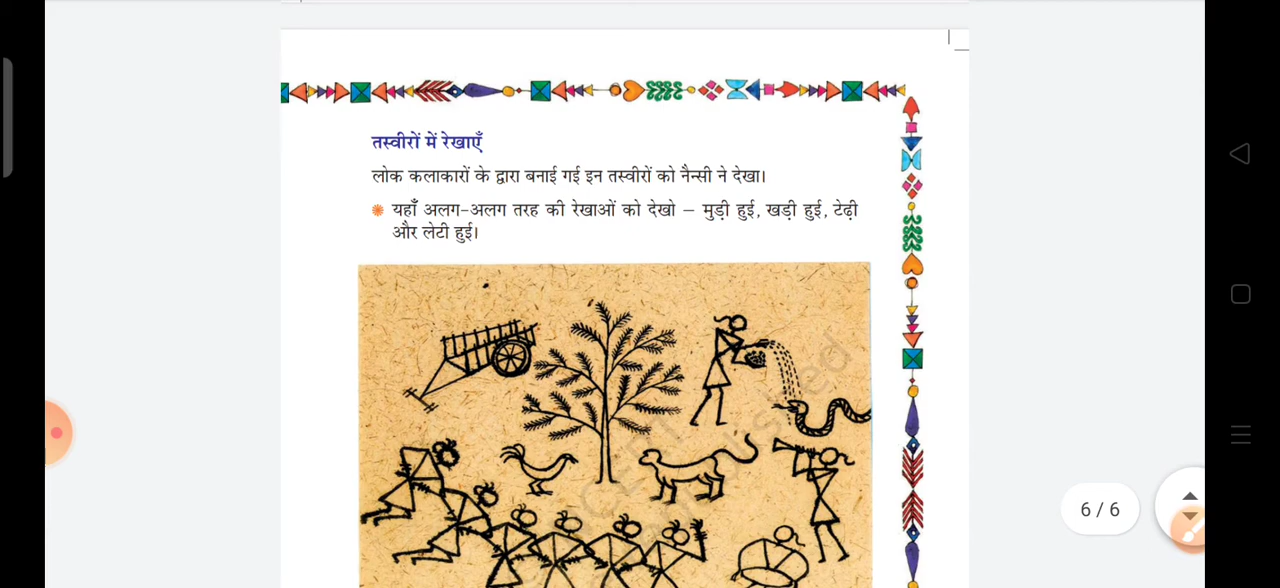 तस्वीरों में रेखाएँ
लोक कलाकारों के द्वारा बनाई गई इन तस्वीरों को नैन्सी ने देखा।
यहाँ अलग-अलग तरह की रेखाओं को देखो – मुड़ी हुई, खड़ी हुई, टेढ़ी
और लेटी हुई।
6 / 6